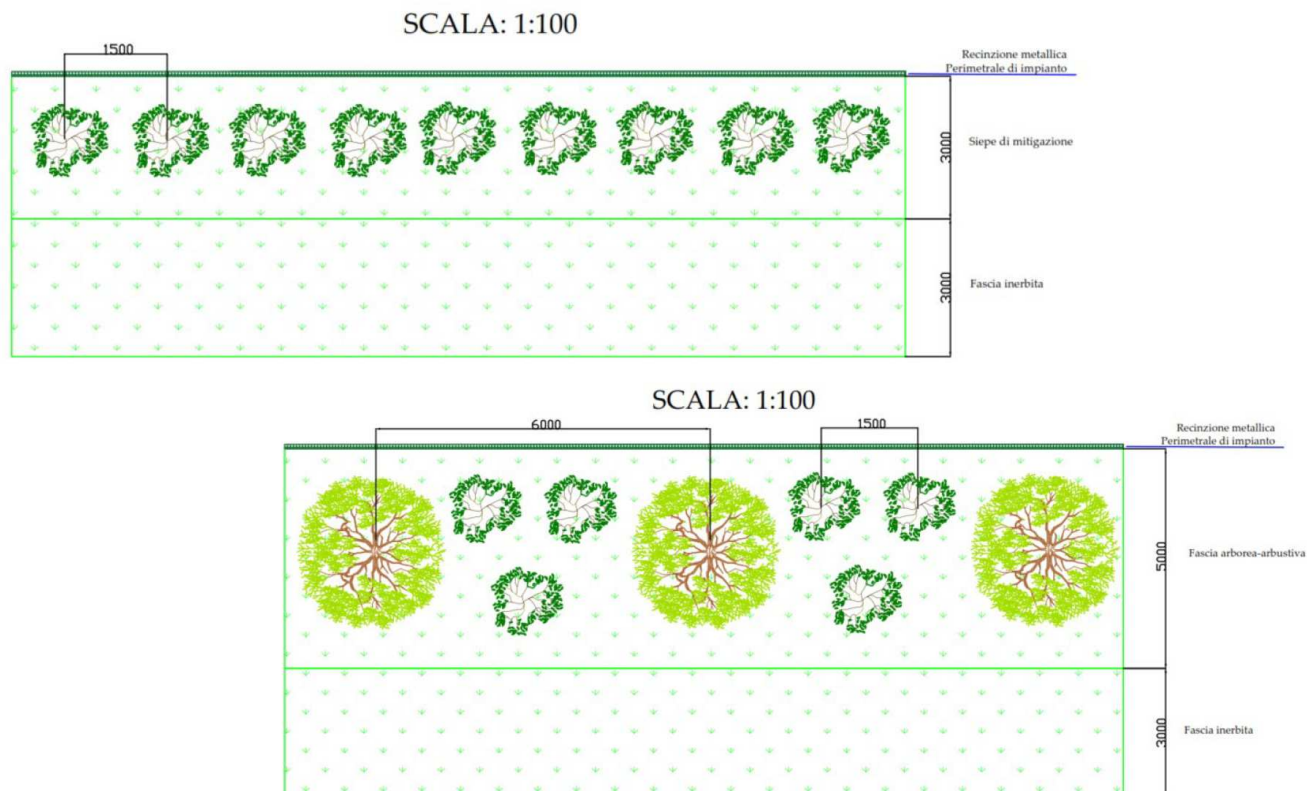 SCALA: 1:100
1500
Recinzione metallica
Perimetrale di impianto
3000
Siepe di mitigazione
3000
Fascia inerbita
SCALA: 1:100
6000
1500
Recinzione metallica
Perimetrale di impianto
5000
Fascia arborea-arbustiva
3000
Fascia inerbita